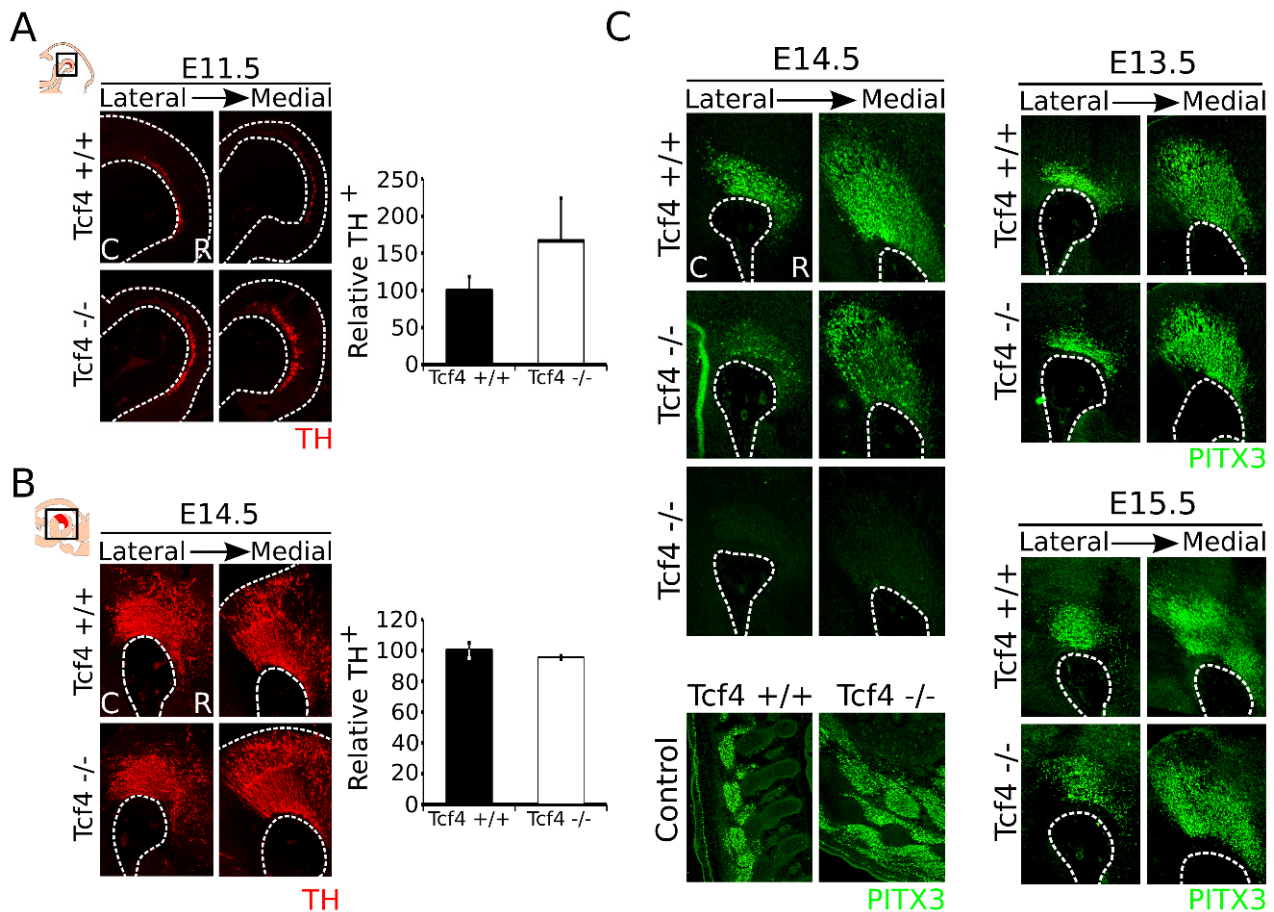 A
E11.5
Lateral Medial
Tcf4 +/+
C R
Tcf4 -/-
TH
Relative TH +
250
200
150
100
50
0
Tcf4 +/+ Tcf4 -/-
B
E14.5
Lateral Medial
Tcf4 +/+
C R
Tcf4 -/-
TH
Relative TH+
120
100
80
60
40
20
0
Tcf4 +/+ Tcf4 -/-
C
E14.5
Lateral Medial
Tcf4 +/+
C R
Tcf4 -/-
Tcf4 -/-
Tcf4 +/+ Tcf4 -/-
Control
PITX3
E13.5
Lateral Medial
Tcf4 +/+
Tcf4 -/-
PITX3
E15.5
Lateral Medial
Tcf4 +/+
Tcf4 -/-
PITX3